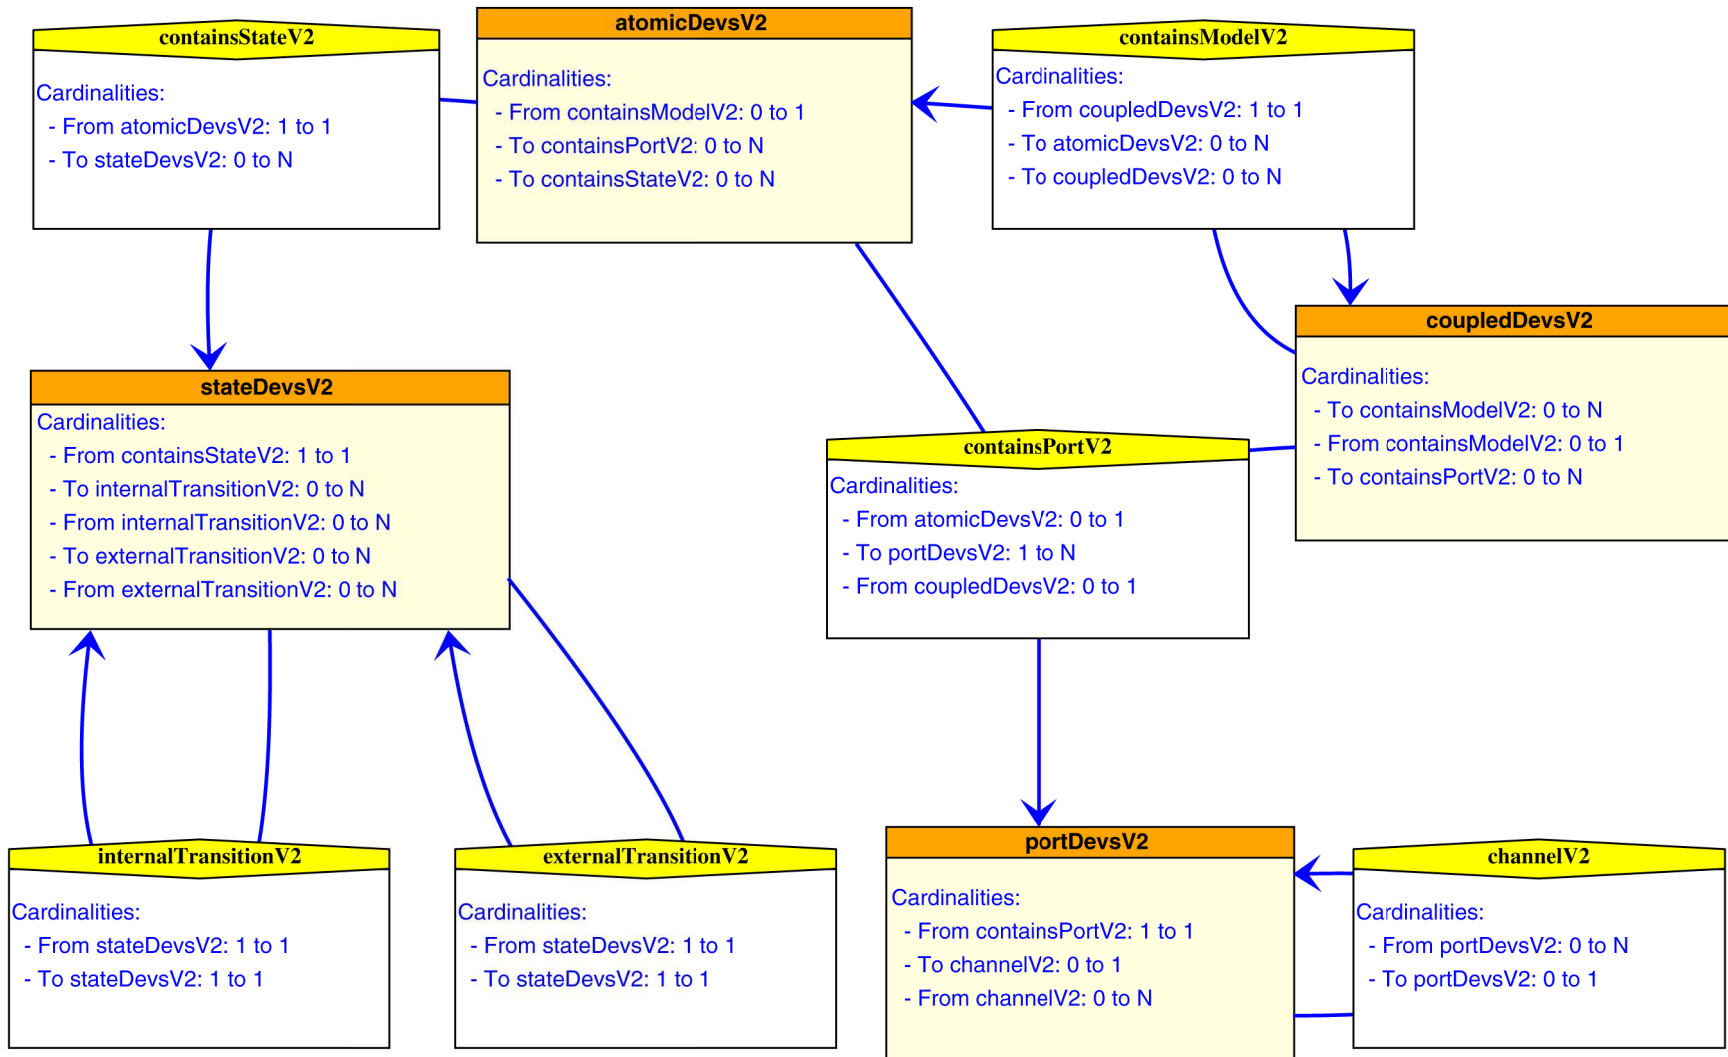 containsStateV2
Cardinalities:
- From atomicDevsV2: 1 to 1
- To stateDevsV2: 0 to N
atomicDevsV2
Cardinalities:
- From containsModelV2: 0 to 1
- To containsPortV2: 0 to N
- To containsStateV2: 0 to N
containsModelV2
Cardinalities:
- From coupledDevsV2: 1 to 1
- To atomicDevsV2: 0 to N
- To coupledDevsV2: 0 to N
coupledDevsV2
Cardinalities:
- To containsModelV2: 0 to N
- From containsModelV2: 0 to 1
- To containsPortV2: 0 to N
stateDevsV2
Cardinalities:
- From containsStateV2: 1 to 1
- To internalTransitionV2: 0 to N
- From internalTransitionV2: 0 to N
- To externalTransitionV2: 0 to N
- From externalTransitionV2: 0 to N
containsPortV2
Cardinalities:
- From atomicDevsV2: 0 to 1
- To portDevsV2: 1 to N
- From coupledDevsV2: 0 to 1
internalTransitionV2
Cardinalities:
- From stateDevsV2: 1 to 1
- To stateDevsV2: 1 to 1
externalTransitionV2
Cardinalities:
- From stateDevsV2: 1 to 1
- To stateDevsV2: 1 to 1
portDevsV2
Cardinalities:
- From containsPortV2: 1 to 1
- To channelV2: 0 to 1
- From channelV2: 0 to N
channelV2
Cardinalities:
- From portDevsV2: 0 to N
- To portDevsV2: 0 to 1